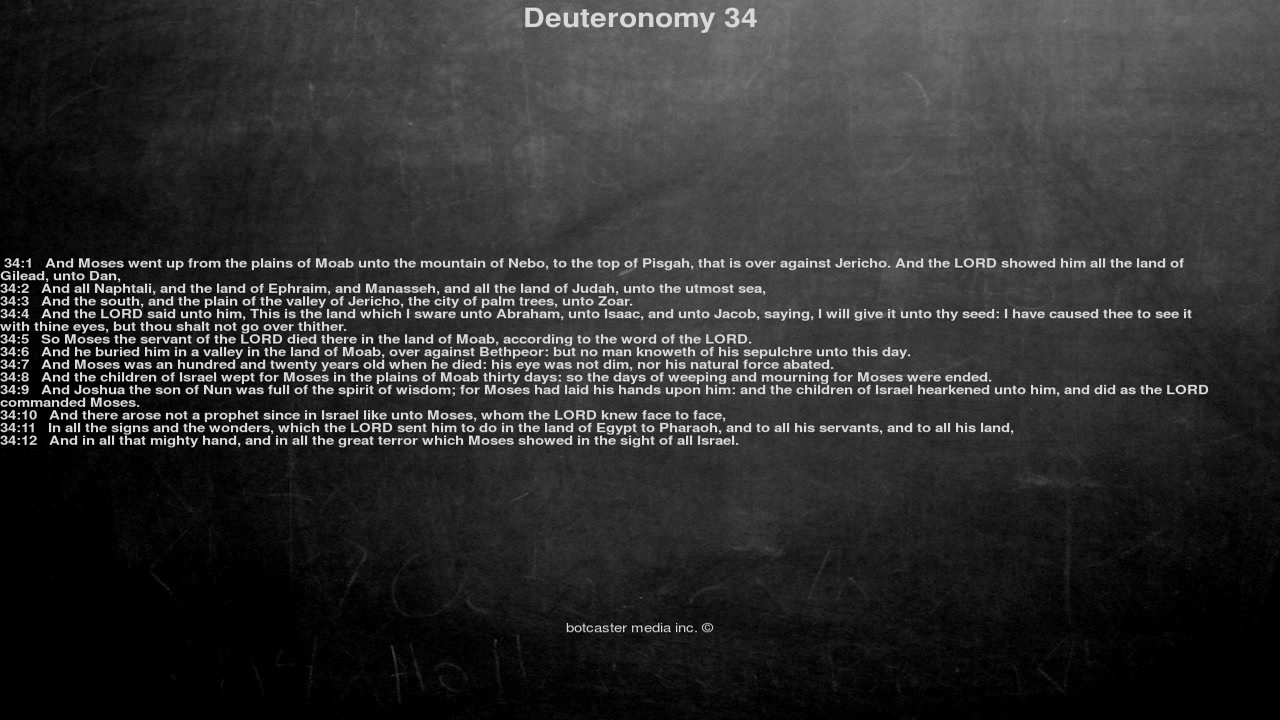 Deuteronomy 34
34:1 And Moses went up from the plains of Moab unto the mountain of Nebo, to the top of Pisgah, that is over against Jericho. And the LORD showed him all the land of
Gilead, unto Dan,
34:2 And all Naphtali, and the land of Ephraim, and Manasseh, and all the land of Judah, unto the utmost sea,
34:3 And the south, and the plain of the valley of Jericho, the city of palm trees, unto Zoar.
34:4 And the LORD said unto him, This is the land which I sware unto Abraham, unto Isaac, and unto Jacob, saying, I will give it unto thy seed: I have caused thee to see it
with thine eyes, but thou shalt not go over thither.
34:5 So Moses the servant of the LORD died there in the land of Moab, according to the word of the LORD.
34:6 And he buried him in a valley in the land of Moab, over against Bethpeor: but no man knoweth of his sepulchre unto this day.
34:7 And Moses was an hundred and twenty years old when he died: his eye was not dim, nor his natural force abated.
34:8 And the children of Israel wept for Moses in the plains of Moab thirty days: so the days of weeping and mourning for Moses were ended.
34:9 And Joshua the son of Nun was full of the spirit of wisdom; for Moses had laid his hands upon him: and the children of Israel hearkened unto him, and did as the LORD
commanded Moses.
34:10 And there arose not a prophet since in Israel like unto Moses, whom the LORD knew face to face,
34:11 In all the signs and the wonders, which the LORD sent him to do in the land of Egypt to Pharaoh, and to all his servants, and to all his land,
34:12 And in all that mighty hand, and in all the great terror which Moses showed in the sight of all Israel.
botcaster media inc. ©